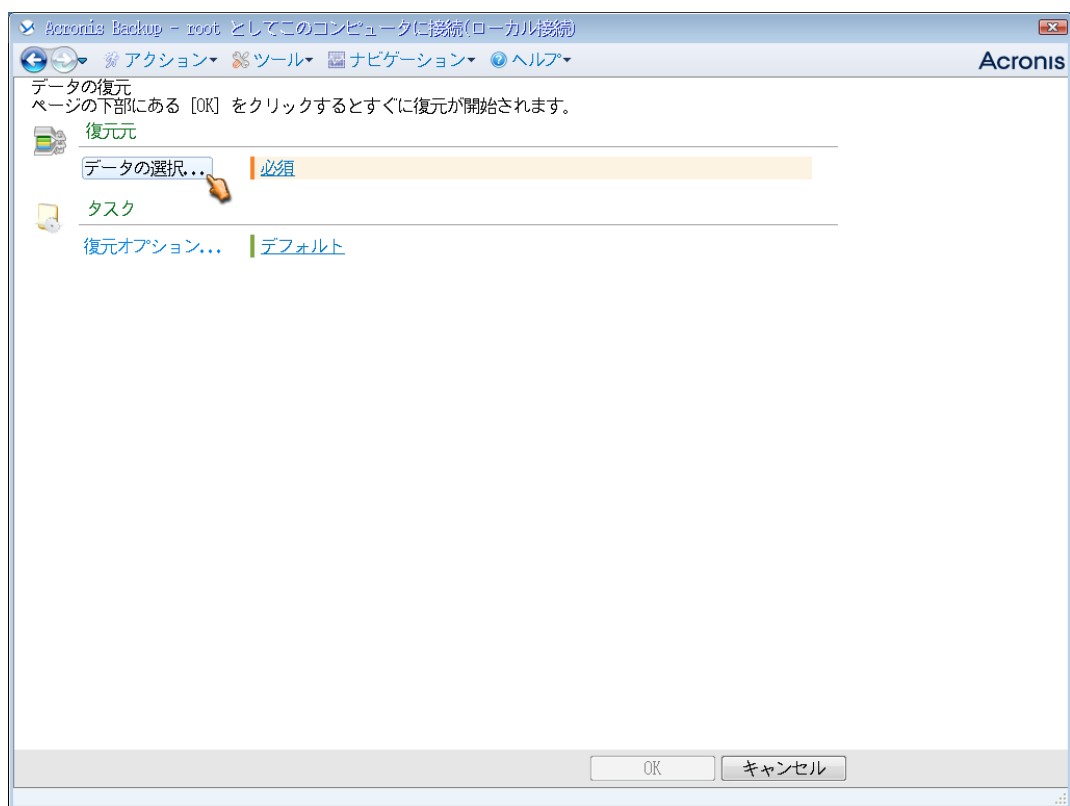 Acronis Backup - root としてこのコンピュータに接続(ローカル接続)
アクション ツール ナビゲーション ヘルプ Acronis
データの復元
ページの下部にある [OK] をクリックするとすぐに復元が開始されます。
復元元
データの選択... 必須
タスク
復元オプション... デフォルト
OK キャンセル